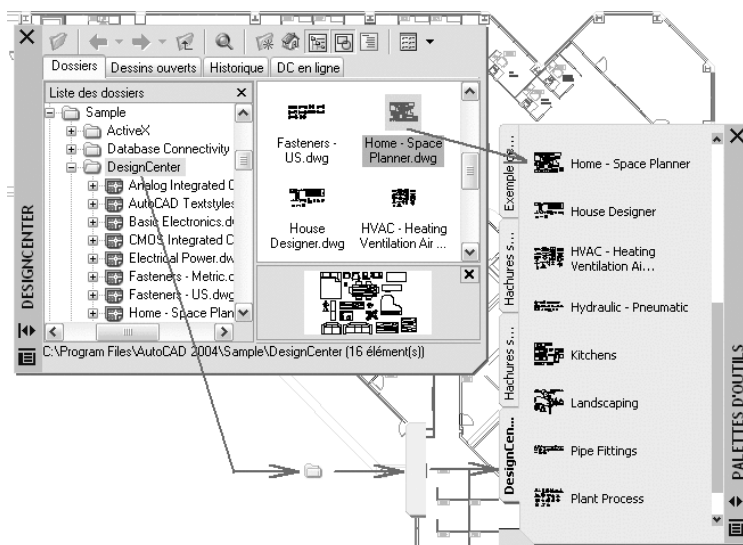 Dossiers Dessins ouverts Historique DC en ligne
Liste des dossiers
Sample
ActiveX
Database Connectivity
DesignCenter
Analog Integrated C
AutoCAD Textstyles
Basic Electronics.dw
CMOS Integrated C
Electrical Power.dw
Fasteners - Metric.d
Fasteners - US.dwg
Home - Space Plan
Fasteners -
US.dwg
Home - Space
Planner.dwg
House
Designer.dwg
HVAC - Heating
Ventilation Air ...
C:\Program Files\AutoCAD 2004\Sample\DesignCenter (16 élément(s))
DESIGNCENTER
Exemple
Hachures s...
Hachures s...
DesignCen...
Home - Space Planner
House Designer
HVAC - Heating
Ventilation Ai...
Hydraulic - Pneumatic
Kitchens
Landscaping
Pipe Fittings
Plant Process
PALETTES D'OUTILS